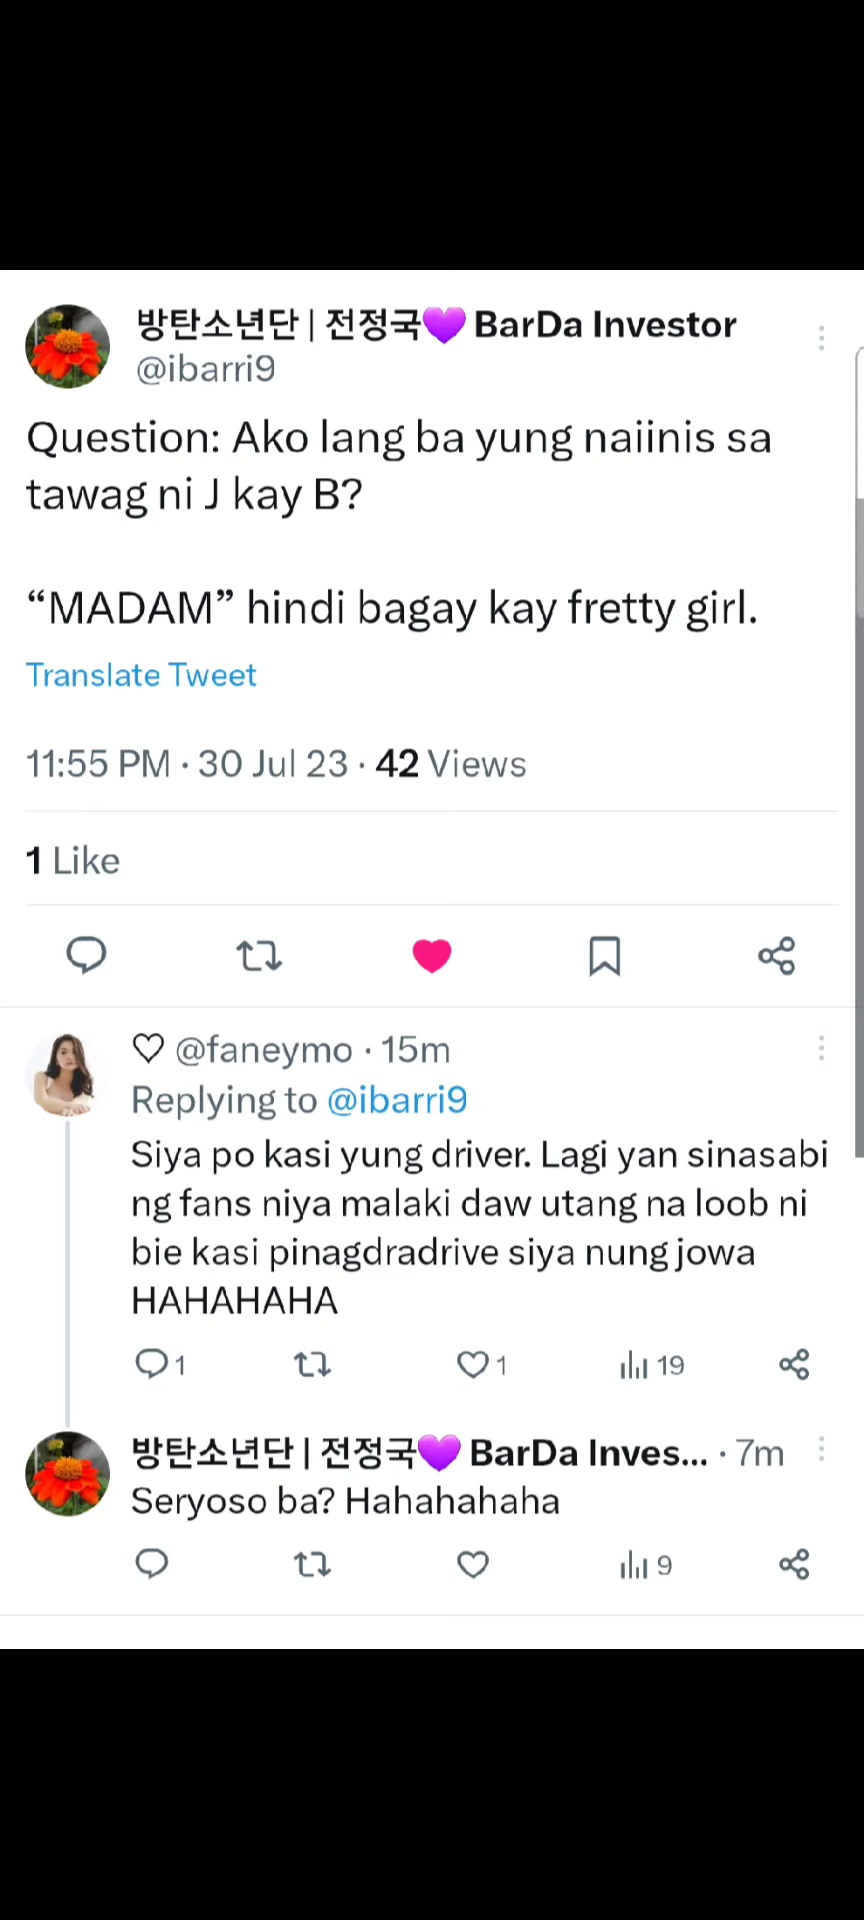 방탄소년단 | 전정국💜 BarDa Investor
@ibarri9
Question: Ako lang ba yung naiinis sa
tawag ni J kay B?
“MADAM” hindi bagay kay fretty girl.
Translate Tweet
11:55 PM · 30 Jul 23 · 42 Views
1 Like
♡ @faneymo · 15m
Replying to @ibarri9
Siya po kasi yung driver. Lagi yan sinasabi
ng fans niya malaki daw utang na loob ni
bie kasi pinagdradrive siya nung jowa
HAHAHAHA
1 1 19
방탄소년단 | 전정국💜 BarDa Inves... · 7m
Seryoso ba? Hahahahaha
9